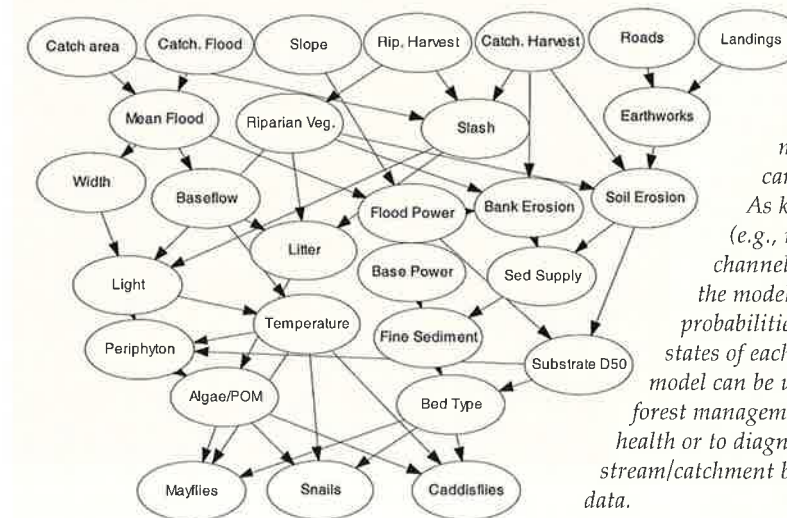 Catch area
Catch. Flood
Slope
Rip. Harvest
Catch. Harvest
Roads
Landings
Mean Flood
Riparian Veg.
Slash
Earthworks
Width
Baseflow
Flood Power
Bank Erosion
Soil Erosion
Litter
Light
Base Power
Sed Supply
Temperature
Periphyton
Fine Sediment
Substrate D50
Algae/POM
Bed Type
Mayflies
Snails
Caddisflies
can
As k
(e.g.,
channel
the model
probabilities
states of each
model can be u
forest managem
health or to diagn
stream/catchment b
data.